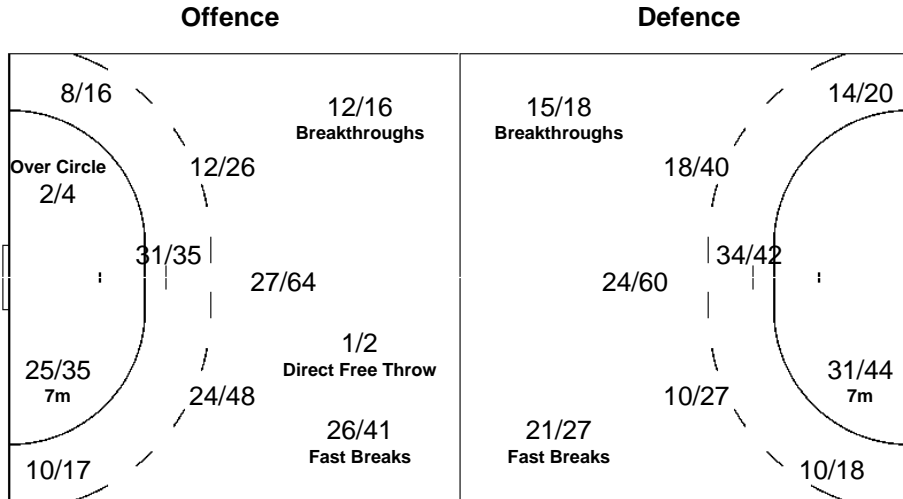 Offence
Defence
8/16
12/16
Breakthroughs
15/18
Breakthroughs
14/20
Over Circle
2/4
12/26
18/40
31/35
27/64
24/60
34/42
1/2
Direct Free Throw
25/35
7m
24/48
10/27
31/44
7m
26/41
Fast Breaks
21/27
Fast Breaks
10/17
10/18